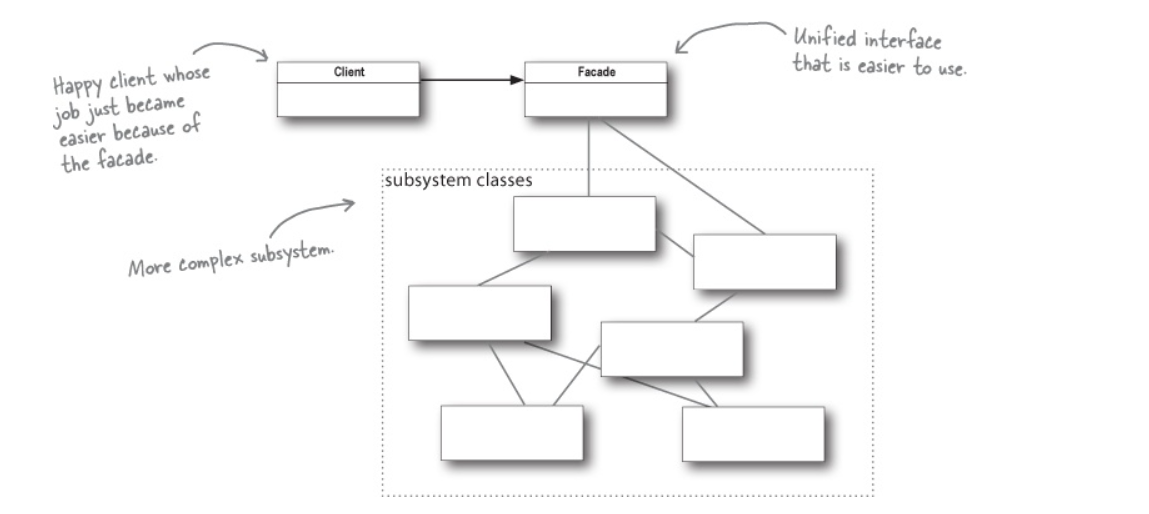 Client
Facade
Unified interface
that is easier to use.
Happy client whose
job just became
easier because of
the facade.
subsystem classes
More complex subsystem.